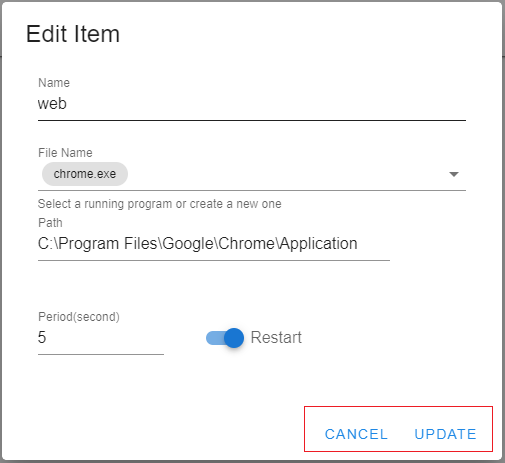 Edit Item
Name
web
File Name
chrome.exe
Select a running program or create a new one
Path
C:\Program Files\Google\Chrome\Application
Period(second)
5
Restart
CANCEL UPDATE